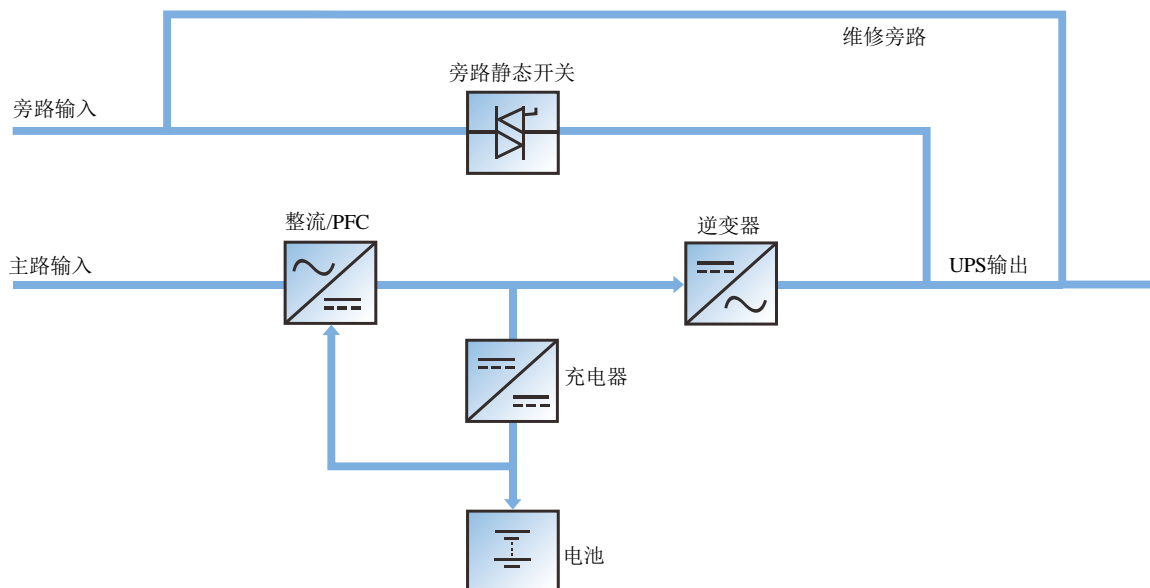 维修旁路
旁路静态开关
旁路输入
整流/PFC
逆变器
主路输入
UPS输出
充电器
电池